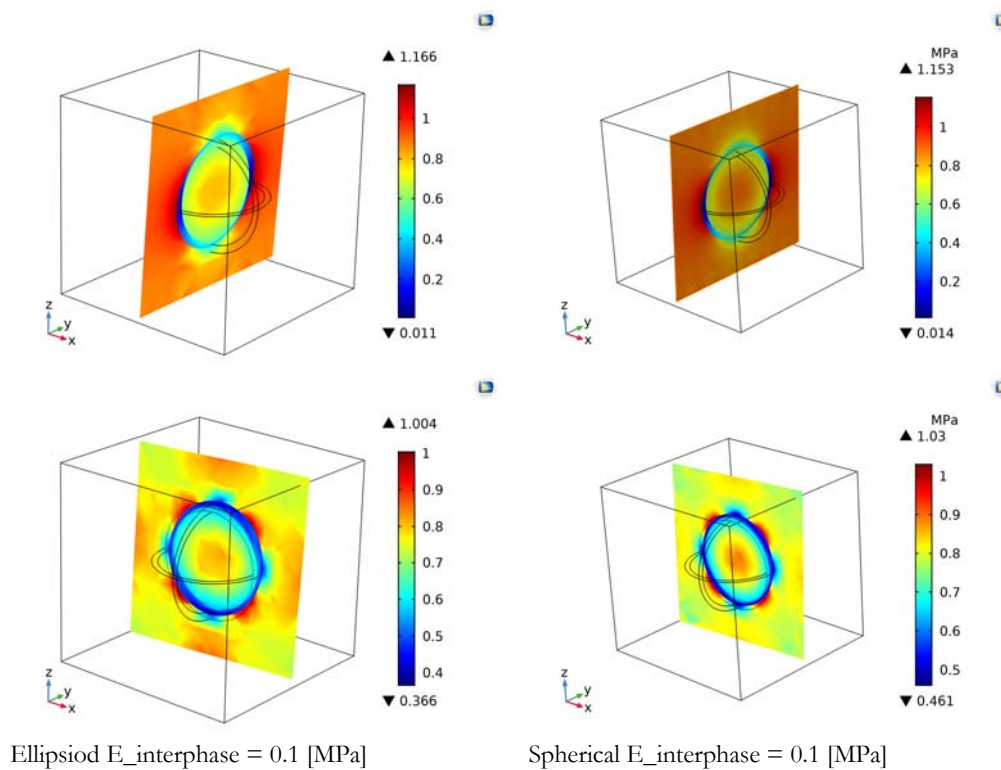 ▲ 1.166
1
0.8
0.6
0.4
0.2
▼ 0.011
z
y
x
MPa
▲ 1.153
1
0.8
0.6
0.4
0.2
▼ 0.014
z
y
x
▲ 1.004
1
0.9
0.8
0.7
0.6
0.5
0.4
▼ 0.366
z
y
x
MPa
▲ 1.03
1
0.9
0.8
0.7
0.6
0.5
▼ 0.461
z
y
x
Ellipsiod E_interphase = 0.1 [MPa]
Spherical E_interphase = 0.1 [MPa]